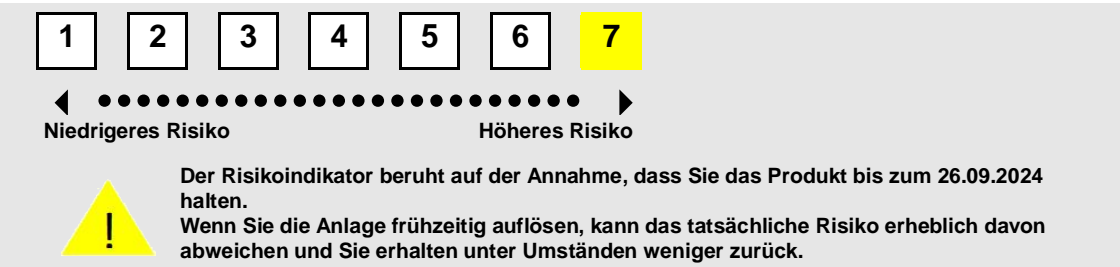 1 2 3 4 5 6 7
Niedrigeres Risiko Höheres Risiko
Der Risikoindikator beruht auf der Annahme, dass Sie das Produkt bis zum 26.09.2024
halten.
Wenn Sie die Anlage frühzeitig auflösen, kann das tatsächliche Risiko erheblich davon
abweichen und Sie erhalten unter Umständen weniger zurück.
!